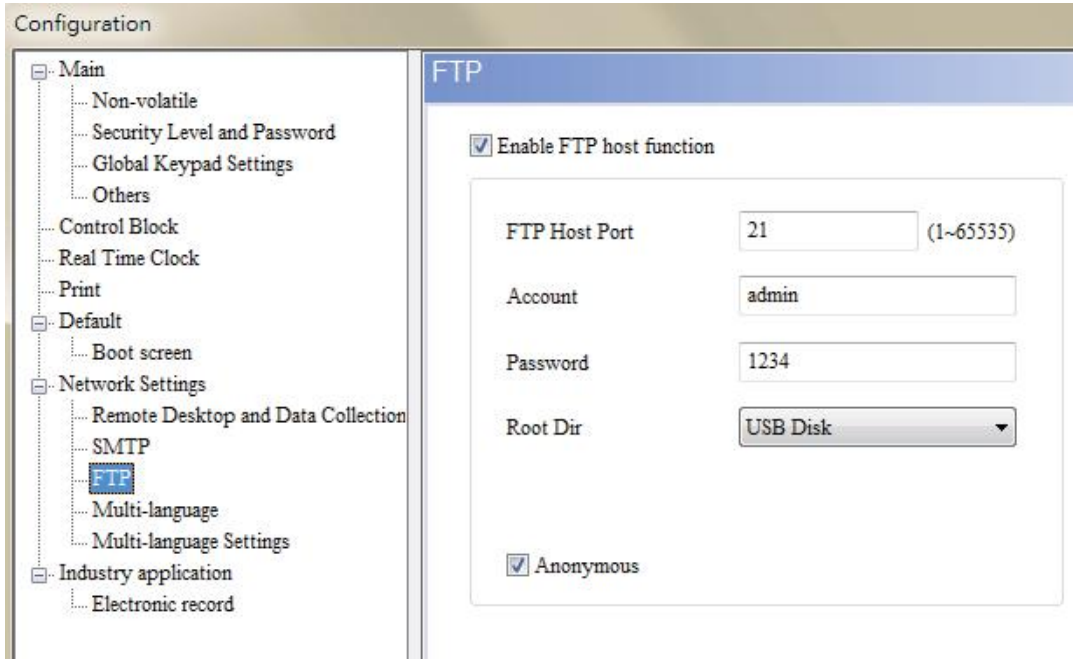 Configuration
Main
Non-volatile
Security Level and Password
Global Keypad Settings
Others
Control Block
Real Time Clock
Print
Default
Boot screen
Network Settings
Remote Desktop and Data Collection
SMTP
FTP
Multi-language
Multi-language Settings
Industry application
Electronic record
FTP
Enable FTP host function
FTP Host Port 21 (1~65535)
Account admin
Password 1234
Root Dir USB Disk
Anonymous